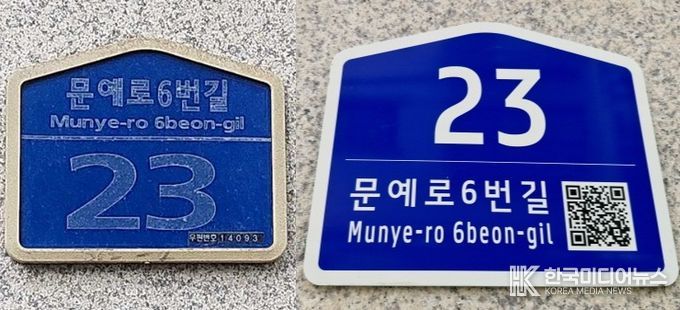 문예로6번길
Munye-ro 6beon-gil
23
우편번호 14093
23
문예로6번길
Munye-ro 6beon-gil
한국미디어뉴스
KOREA MEDIA NEWS